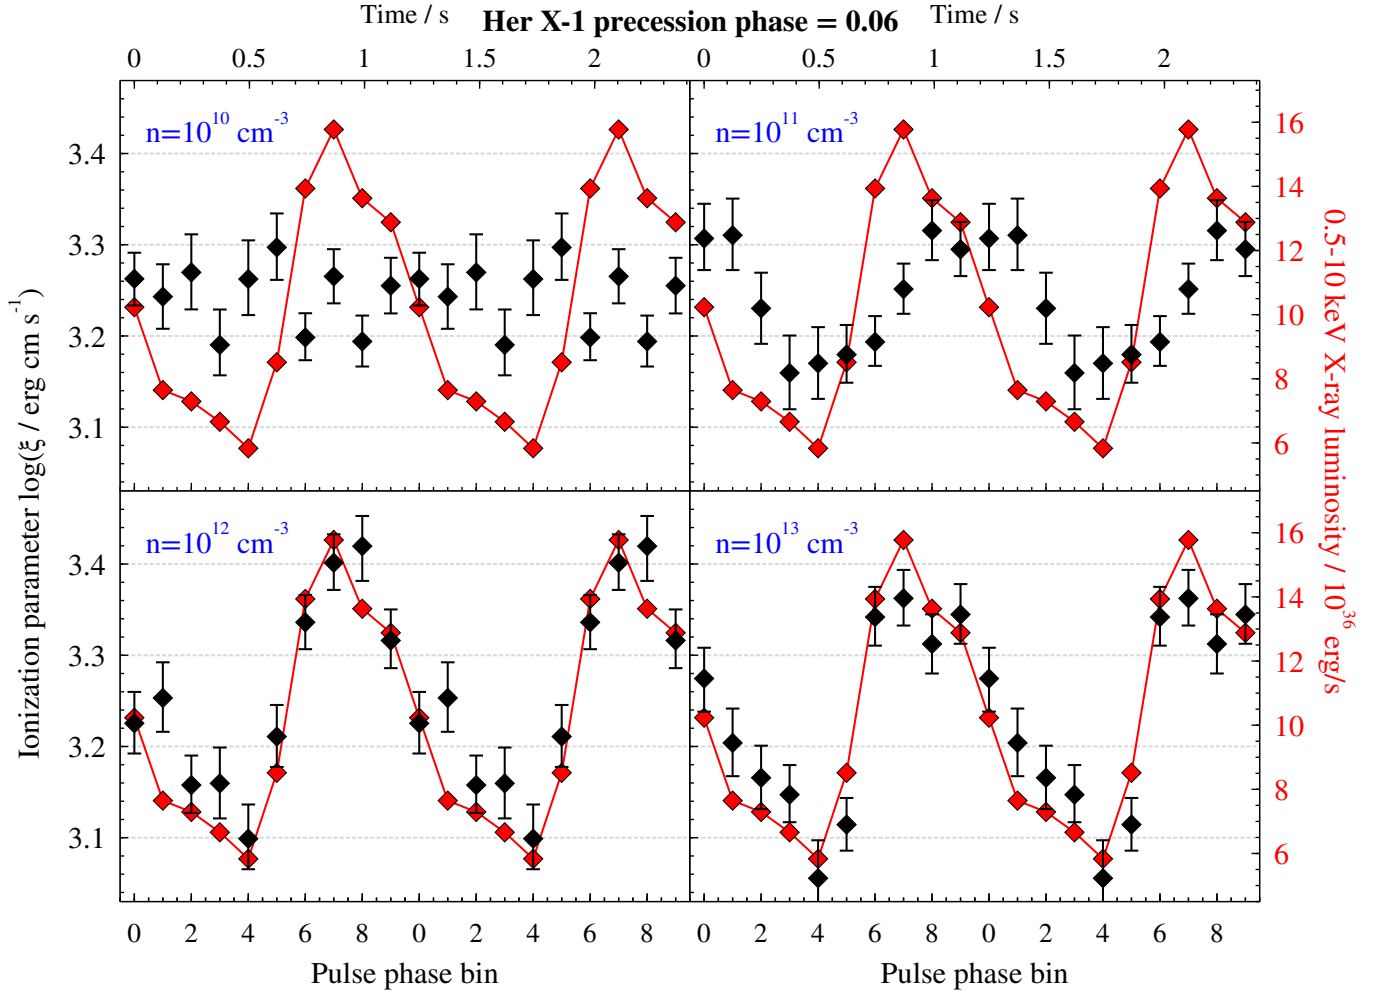 Time / s Her X-1 precession phase = 0.06 Time / s
0 0.5 1 1.5 2 0 0.5 1 1.5 2
n=10^10 cm^-3
n=10^11 cm^-3
3.4
3.3
3.2
3.1
16
14
12
10
8
6
n=10^12 cm^-3
n=10^13 cm^-3
3.4
3.3
3.2
3.1
16
14
12
10
8
6
Ionization parameter log(ξ / erg cm s^-1)
0.5-10 keV X-ray luminosity / 10^36 erg/s
0 2 4 6 8 0 2 4 6 8 0 2 4 6 8 0 2 4 6 8
Pulse phase bin Pulse phase bin